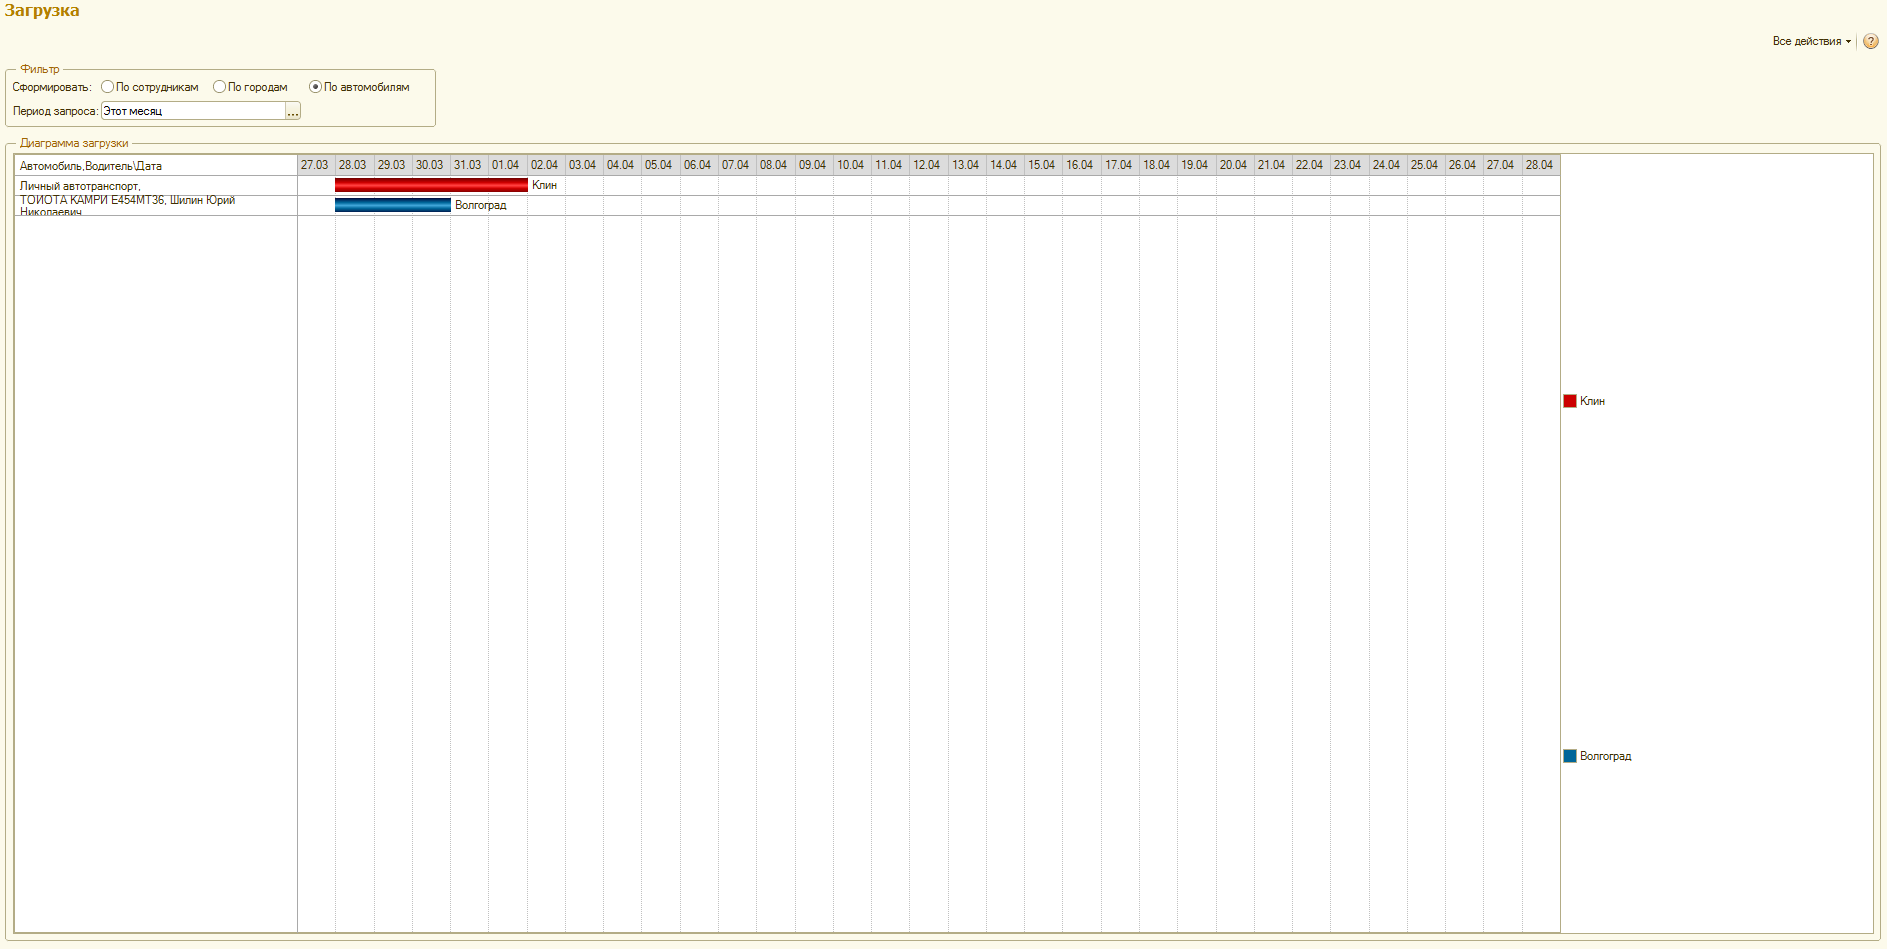 Загрузка
Все действия
?
Фильтр
Сформировать: По сотрудникам По городам По автомобилям
Период запроса: Этот месяц ...
Диаграмма загрузки
Автомобиль,Водитель\Дата 27.03 28.03 29.03 30.03 31.03 01.04 02.04 03.04 04.04 05.04 06.04 07.04 08.04 09.04 10.04 11.04 12.04 13.04 14.04 15.04 16.04 17.04 18.04 19.04 20.04 21.04 22.04 23.04 24.04 25.04 26.04 27.04 28.04
Личный автотранспорт, Клин
ТОЙОТА КАМРИ Е454МТ36, Шилин Юрий
Николаевич Волгоград
Клин
Волгоград